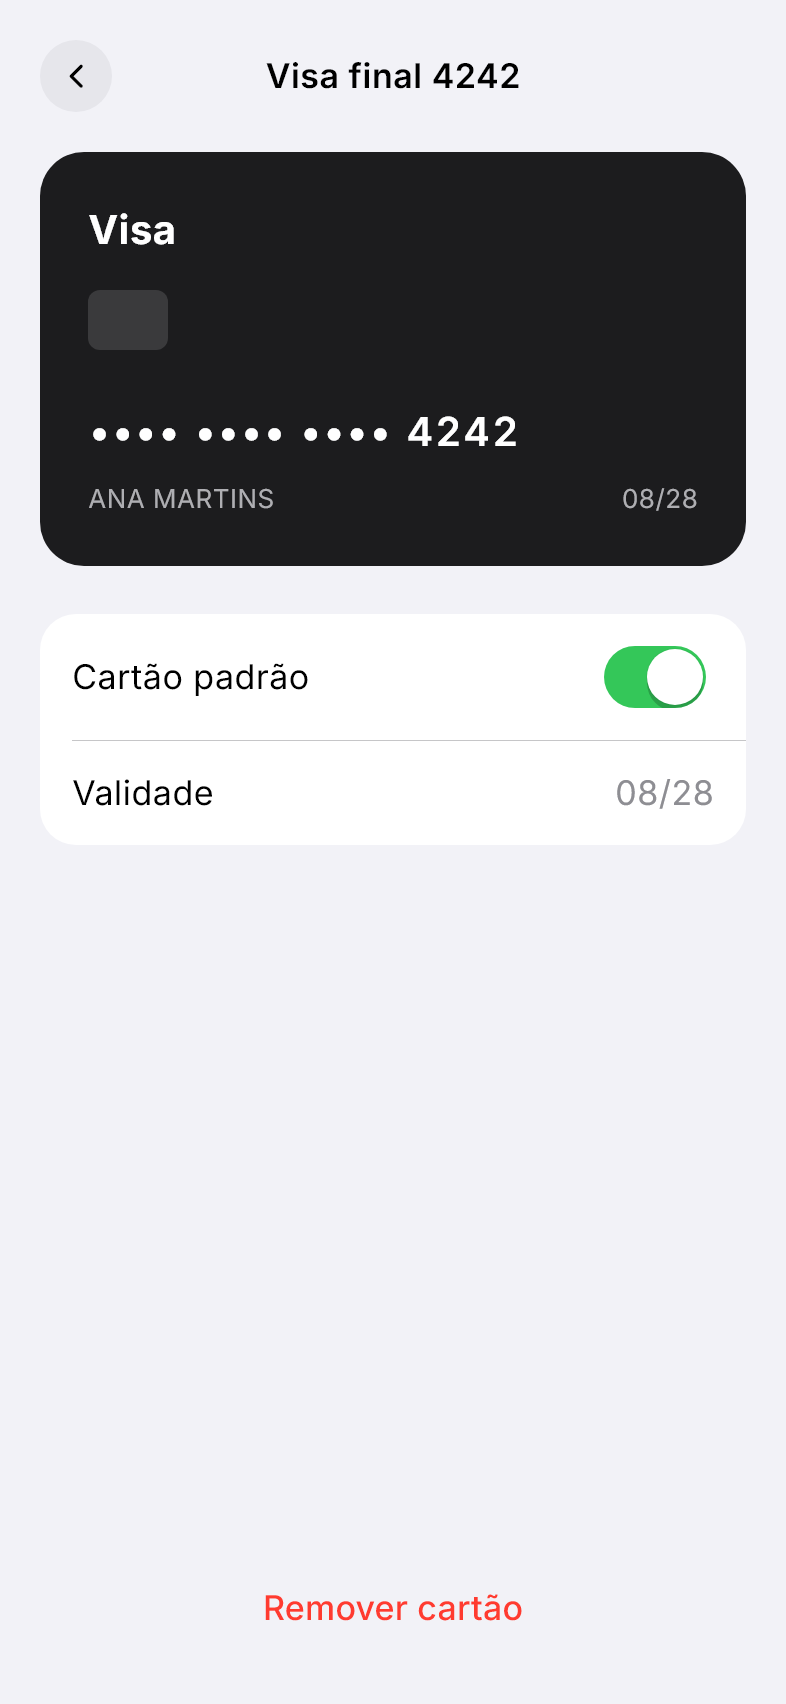 Visa final 4242
Visa
•••• •••• •••• 4242
ANA MARTINS 08/28
Cartão padrão
Validade 08/28
Remover cartão